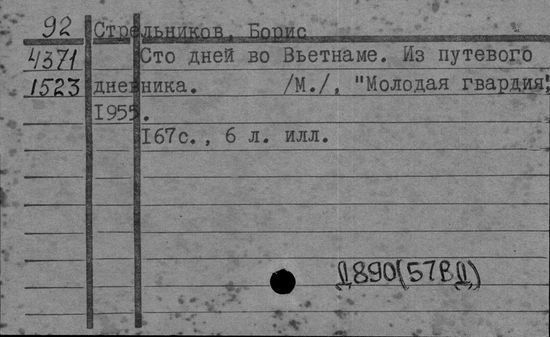 92 Стрельников, Борис
4371 Сто дней во Вьетнаме. Из путевого
1523 дневника. /М./, "Молодая гвардия",
1955.
167с., 6 л. илл.
Д890(57ВД)